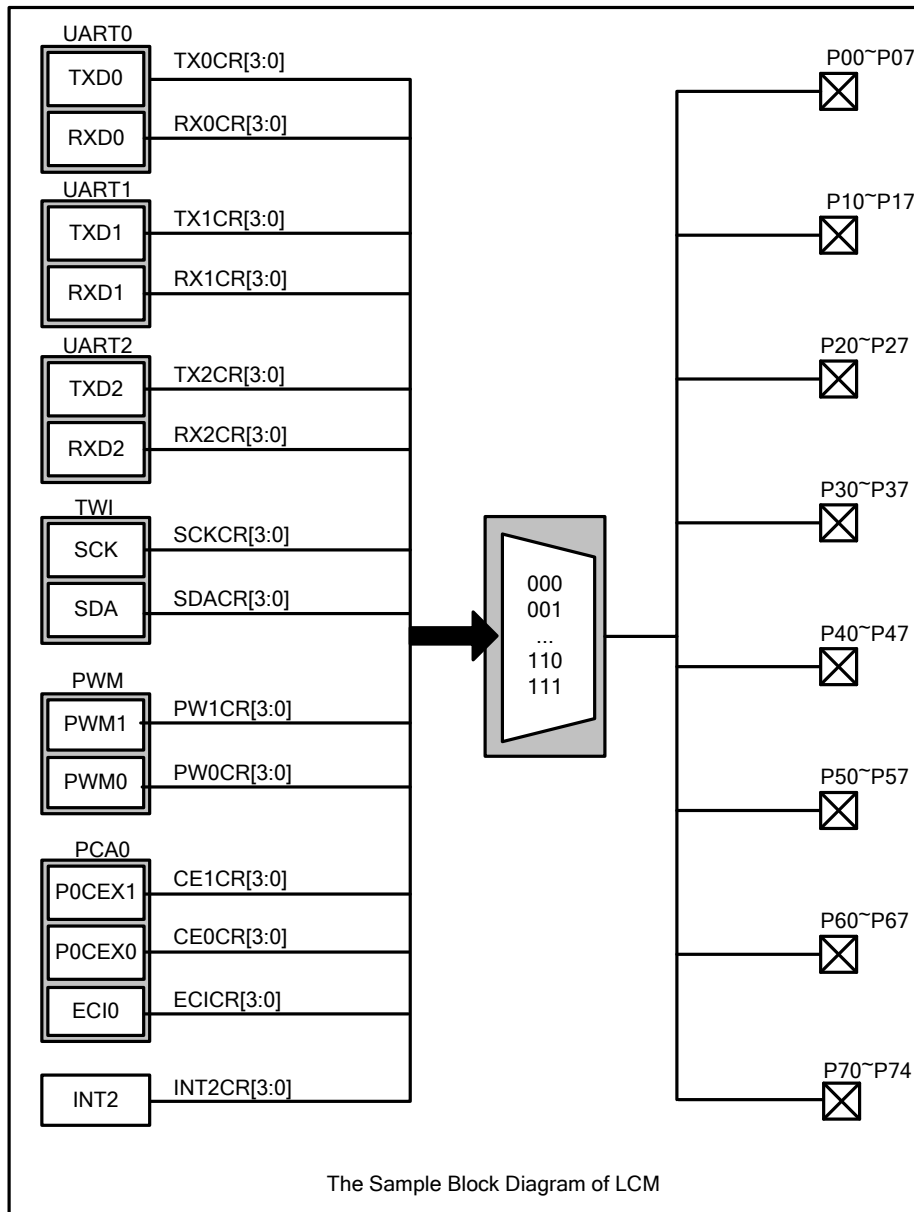 UART0
TXD0
TX0CR[3:0]
RXD0
RX0CR[3:0]
UART1
TXD1
TX1CR[3:0]
RXD1
RX1CR[3:0]
UART2
TXD2
TX2CR[3:0]
RXD2
RX2CR[3:0]
TWI
SCK
SCKCR[3:0]
SDA
SDACR[3:0]
PWM
PWM1
PW1CR[3:0]
PWM0
PW0CR[3:0]
PCA0
P0CEX1
CE1CR[3:0]
P0CEX0
CE0CR[3:0]
ECI0
ECICR[3:0]
INT2
INT2CR[3:0]
000
001
...
110
111
P00~P07
P10~P17
P20~P27
P30~P37
P40~P47
P50~P57
P60~P67
P70~P74
The Sample Block Diagram of LCM